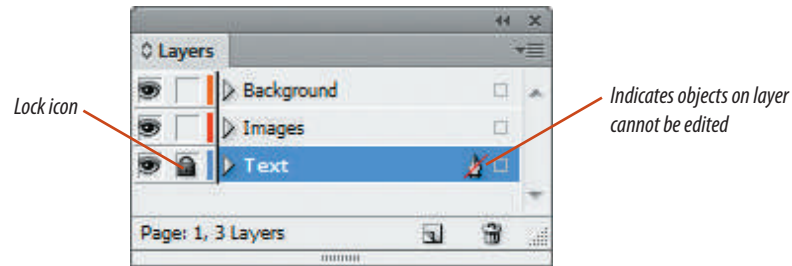 Layers
Background
Lock icon
Indicates objects on layer
cannot be edited
Images
Text
Page: 1, 3 Layers